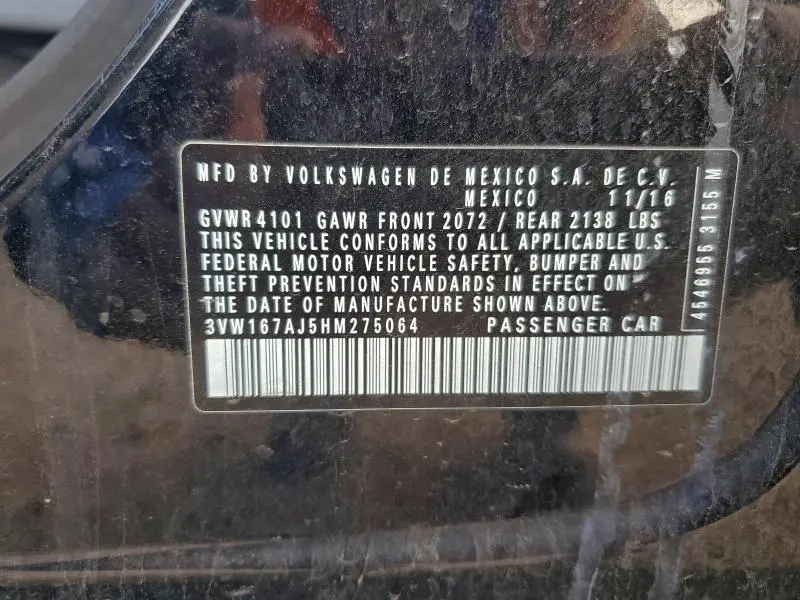 MFD BY VOLKSWAGEN DE MEXICO S.A. DE C.V.
MEXICO 11/16
GVWR 4101 GAWR FRONT 2072 / REAR 2138 LBS
THIS VEHICLE CONFORMS TO ALL APPLICABLE U.S.
FEDERAL MOTOR VEHICLE SAFETY, BUMPER AND
THEFT PREVENTION STANDARDS IN EFFECT ON
THE DATE OF MANUFACTURE SHOWN ABOVE.
3VW167AJ5HM275064 PASSENGER CAR
4646955 3155 M